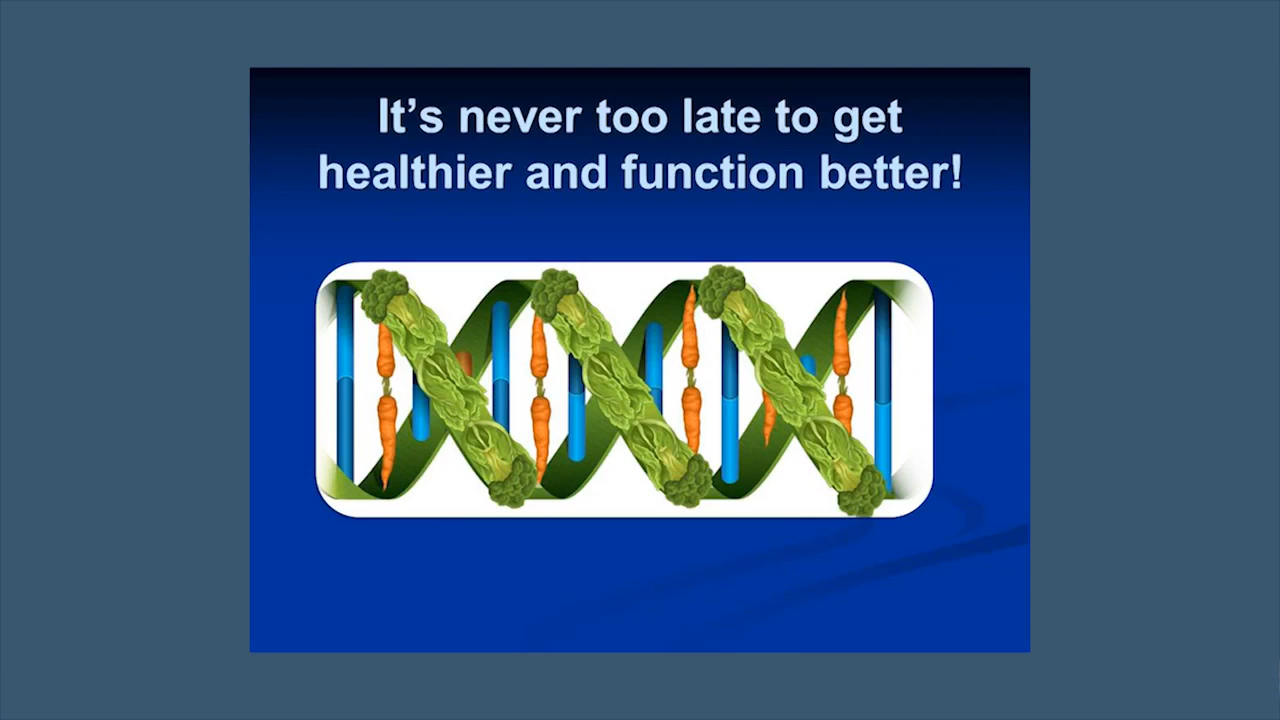 It’s never too late to get
healthier and function better!